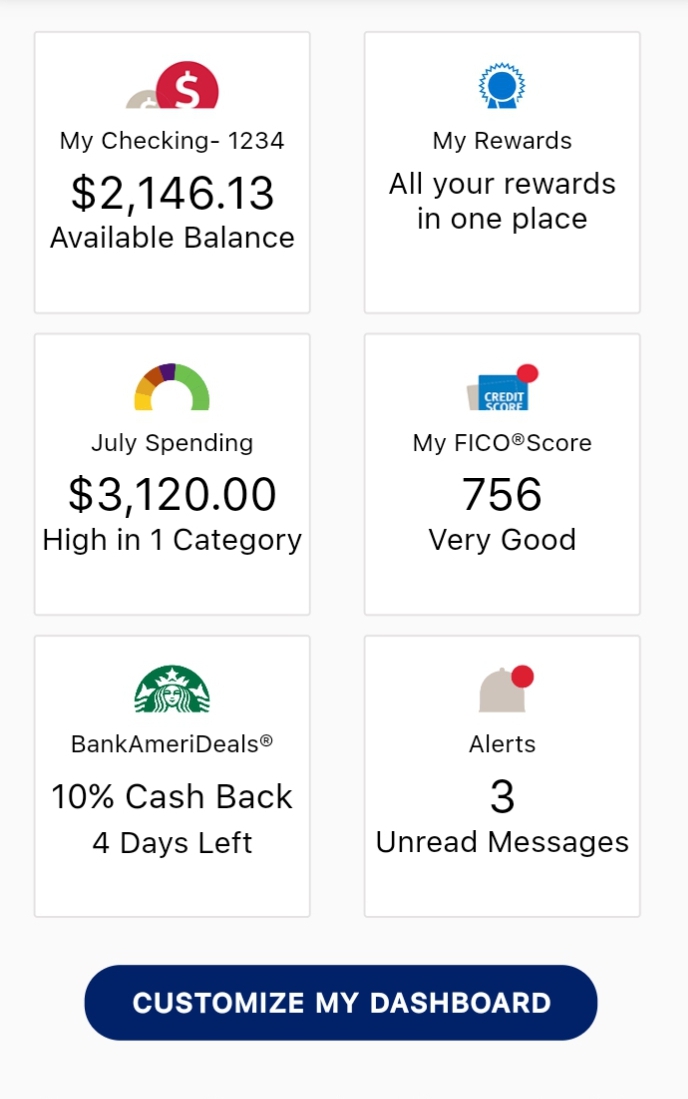 $
My Checking- 1234
$2,146.13
Available Balance
My Rewards
All your rewards
in one place
July Spending
$3,120.00
High in 1 Category
CREDIT
SCORE
My FICO®Score
756
Very Good
BankAmeriDeals®
10% Cash Back
4 Days Left
Alerts
3
Unread Messages
CUSTOMIZE MY DASHBOARD